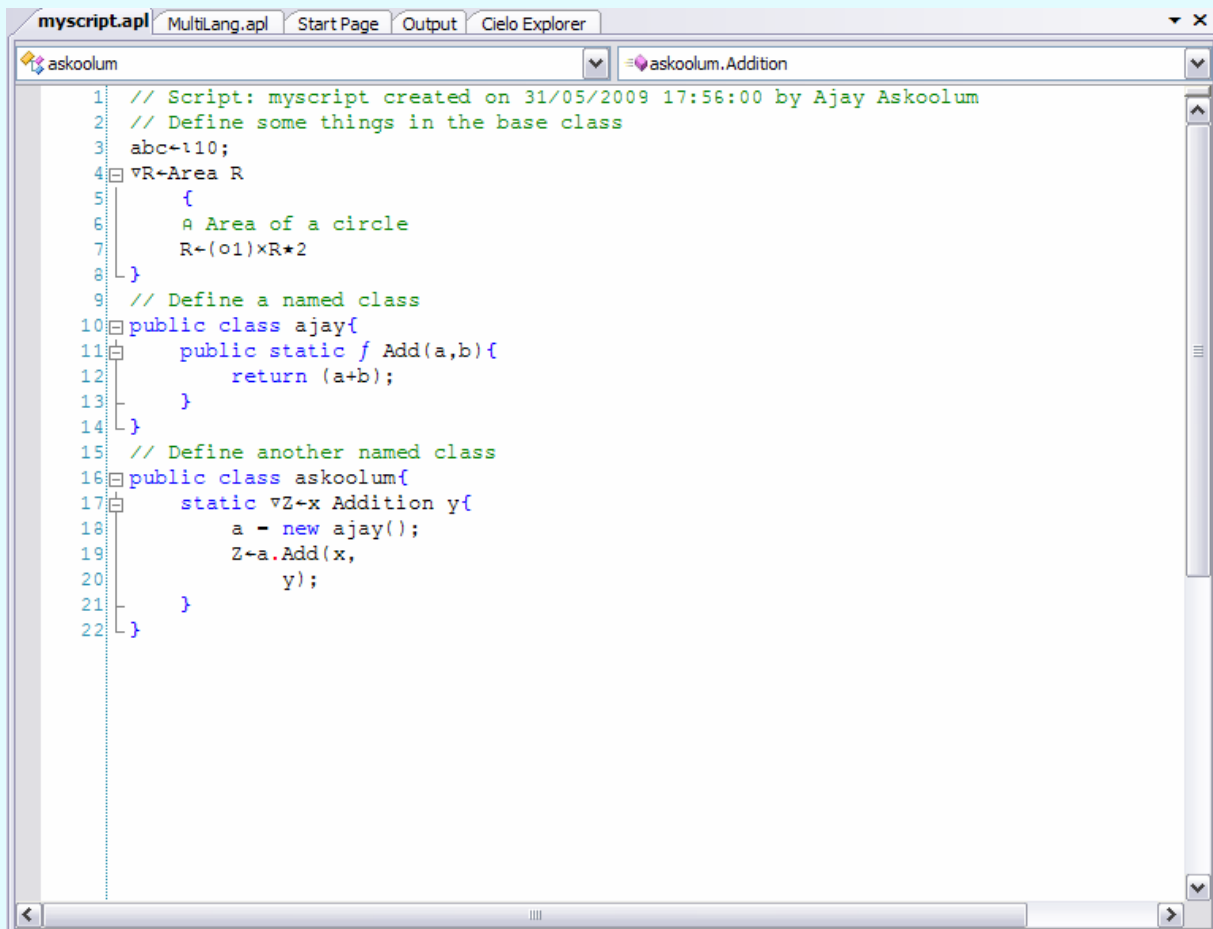 myscript.apl MultiLang.apl Start Page Output Cielo Explorer
askoolum askoolum.Addition
1 // Script: myscript created on 31/05/2009 17:56:00 by Ajay Askoolum
2 // Define some things in the base class
3 abc←⍳10;
4 ∇R←Area R
5 {
6 ⍝ Area of a circle
7 R←(○1)×R⋆2
8 }
9 // Define a named class
10 public class ajay{
11 public static ƒ Add(a,b){
12 return (a+b);
13 }
14 }
15 // Define another named class
16 public class askoolum{
17 static ∇Z←x Addition y{
18 a = new ajay();
19 Z←a.Add(x,
20 y);
21 }
22 }